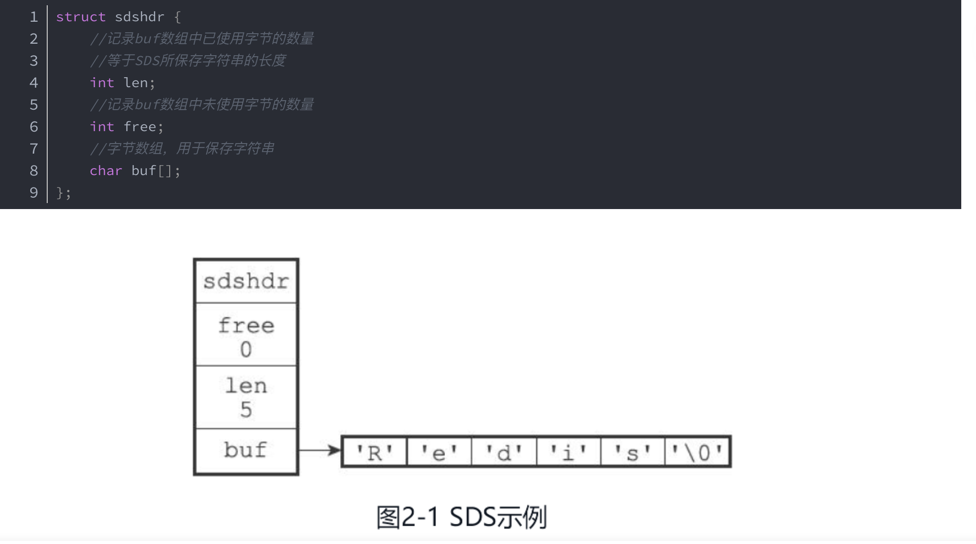 1 struct sdshdr {
2 //记录buf数组中已使用字节的数量
3 //等于SDS所保存字符串的长度
4 int len;
5 //记录buf数组中未使用字节的数量
6 int free;
7 //字节数组，用于保存字符串
8 char buf[];
9 };
sdshdr
free
0
len
5
buf
'R' 'e' 'd' 'i' 's' '\0'
图2-1 SDS示例